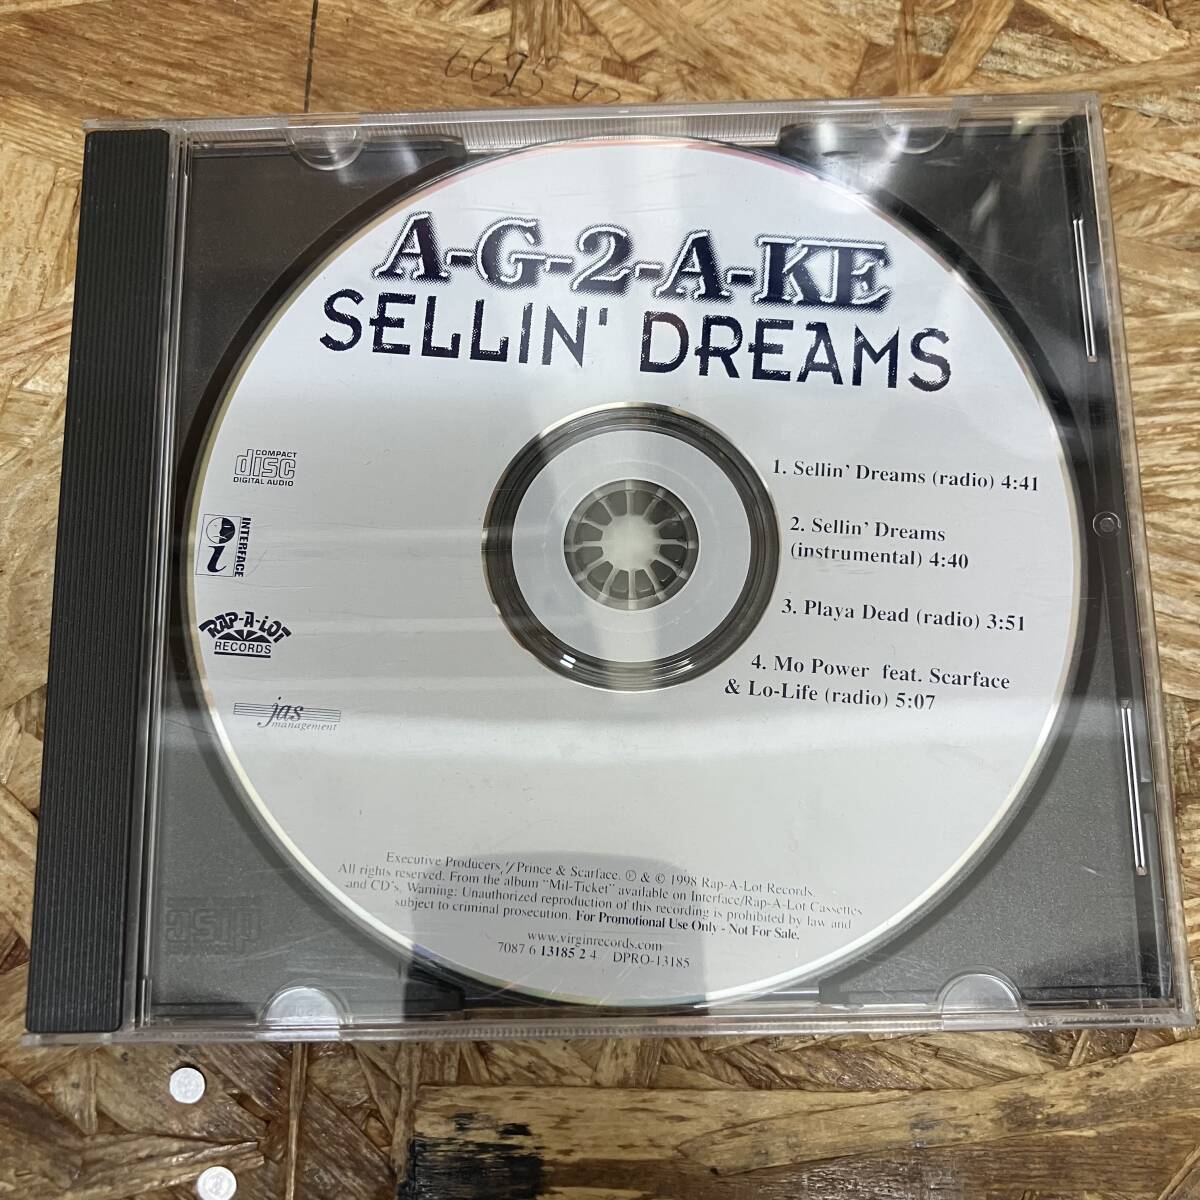 A-G-2-A-KE
SELLIN' DREAMS
COMPACT
disc
DIGITAL AUDIO
INTERFACE
i
RAP-A-LOT
RECORDS
jas
management
1. Sellin' Dreams (radio) 4:41
2. Sellin' Dreams
(instrumental) 4:40
3. Playa Dead (radio) 3:51
4. Mo Power feat. Scarface
& Lo-Life (radio) 5:07
Executive Producers, Prince & Scarface. ℗ & © 1998 Rap-A-Lot Records.
All rights reserved. From the album "Mil-Ticket" available on Interface/Rap-A-Lot Cassettes
and CD's. Warning: Unauthorized reproduction of this recording is prohibited by law and
subject to criminal prosecution. For Promotional Use Only - Not For Sale.
www.virginrecords.com
7087 6 13185 2 4 DPRO-13185
disc